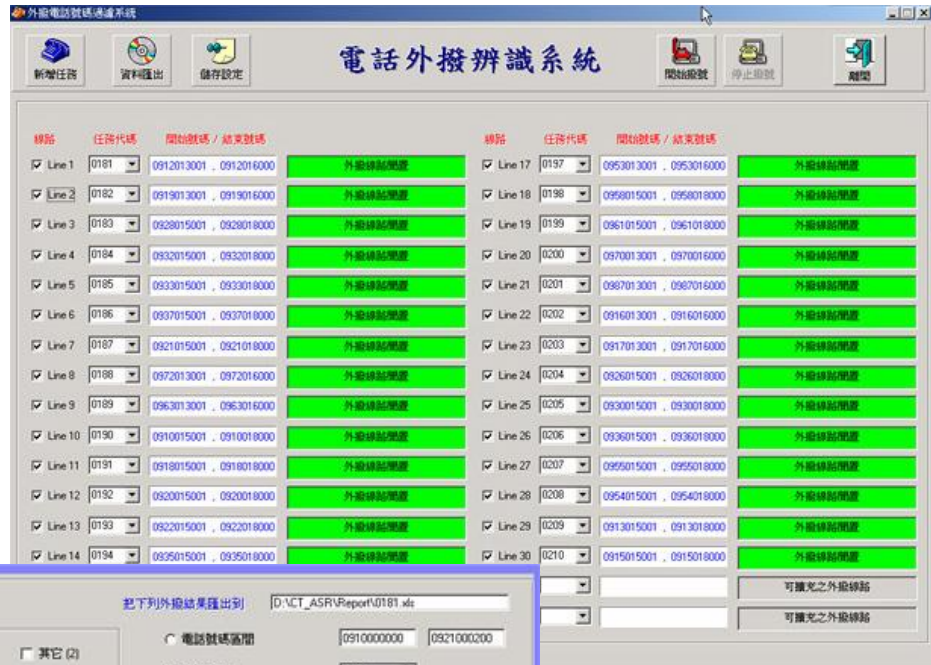 外撥電話號碼過濾系統
新增任務 資料匯出 儲存設定 電話外撥辨識系統 開始撥號 停止撥號 離開
線路 任務代碼 開始號碼 / 結束號碼 線路 任務代碼 開始號碼 / 結束號碼
Line 1 0181 0912013001 , 0912016000 外撥線路閒置 Line 17 0197 0953013001 , 0953016000 外撥線路閒置
Line 2 0182 0919013001 , 0919016000 外撥線路閒置 Line 18 0198 0958015001 , 0958018000 外撥線路閒置
Line 3 0183 0928015001 , 0928018000 外撥線路閒置 Line 19 0199 0961015001 , 0961018000 外撥線路閒置
Line 4 0184 0932015001 , 0932018000 外撥線路閒置 Line 20 0200 0970013001 , 0970016000 外撥線路閒置
Line 5 0185 0933015001 , 0933018000 外撥線路閒置 Line 21 0201 0987013001 , 0987016000 外撥線路閒置
Line 6 0186 0937015001 , 0937018000 外撥線路閒置 Line 22 0202 0916013001 , 0916016000 外撥線路閒置
Line 7 0187 0921015001 , 0921018000 外撥線路閒置 Line 23 0203 0917013001 , 0917016000 外撥線路閒置
Line 8 0188 0972013001 , 0972016000 外撥線路閒置 Line 24 0204 0926015001 , 0926018000 外撥線路閒置
Line 9 0189 0963013001 , 0963016000 外撥線路閒置 Line 25 0205 0930015001 , 0930018000 外撥線路閒置
Line 10 0190 0910015001 , 0910018000 外撥線路閒置 Line 26 0206 0936015001 , 0936018000 外撥線路閒置
Line 11 0191 0918015001 , 0918018000 外撥線路閒置 Line 27 0207 0955015001 , 0955018000 外撥線路閒置
Line 12 0192 0920015001 , 0920018000 外撥線路閒置 Line 28 0208 0954015001 , 0954018000 外撥線路閒置
Line 13 0193 0922015001 , 0922018000 外撥線路閒置 Line 29 0209 0913015001 , 0913018000 外撥線路閒置
Line 14 0194 0935015001 , 0935018000 外撥線路閒置 Line 30 0210 0915015001 , 0915018000 外撥線路閒置
可擴充之外撥線路
可擴充之外撥線路
把下列外撥結果匯出到 D:\CT_ASR\Report\0181.xls
電話號碼區間 0910000000 0921000200
其它 (2)